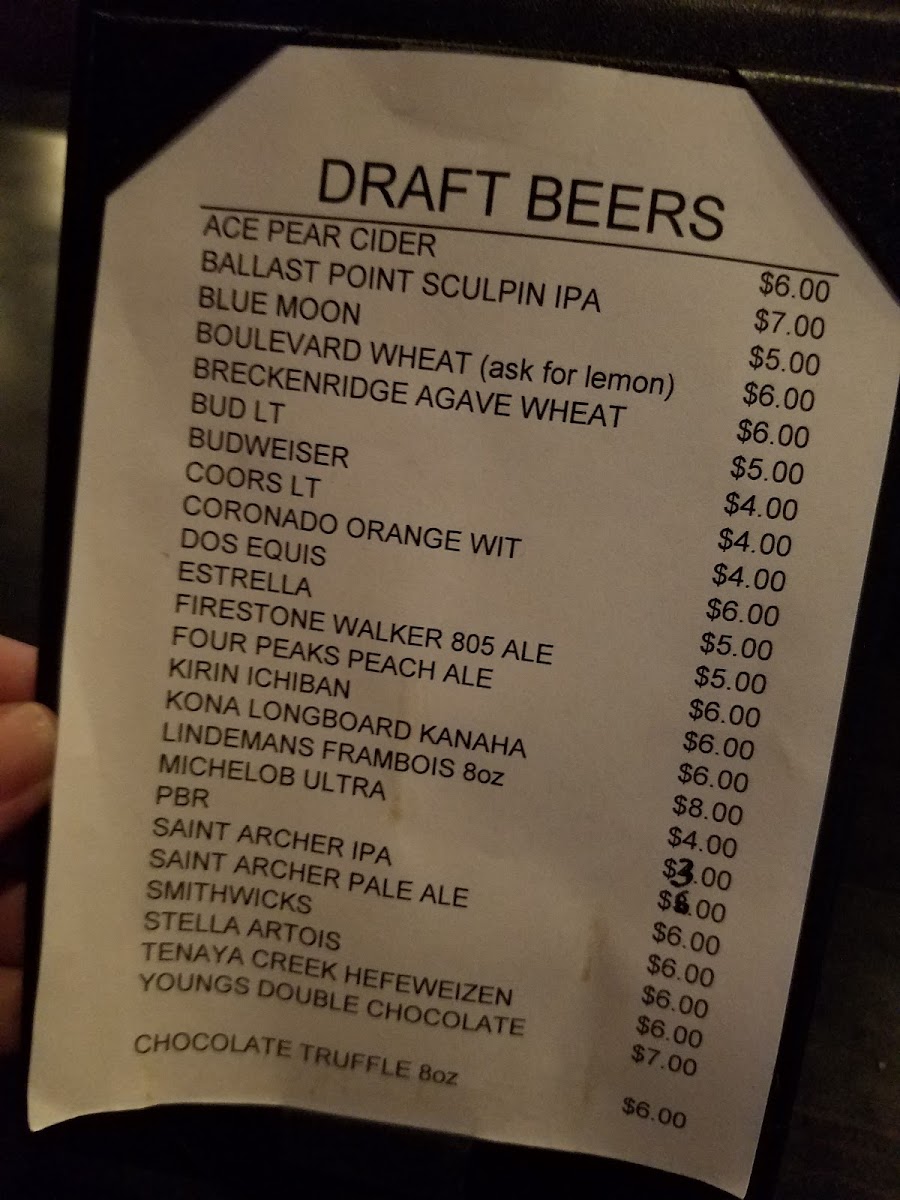 DRAFT BEERS
ACE PEAR CIDER $6.00
BALLAST POINT SCULPIN IPA $7.00
BLUE MOON $5.00
BOULEVARD WHEAT (ask for lemon) $6.00
BRECKENRIDGE AGAVE WHEAT $6.00
BUD LT $5.00
BUDWEISER $4.00
COORS LT $4.00
CORONADO ORANGE WIT $4.00
DOS EQUIS $6.00
ESTRELLA $5.00
FIRESTONE WALKER 805 ALE $5.00
FOUR PEAKS PEACH ALE $6.00
KIRIN ICHIBAN $6.00
KONA LONGBOARD KANAHA $6.00
LINDEMANS FRAMBOIS 8oz $8.00
MICHELOB ULTRA $4.00
PBR $3.00
SAINT ARCHER IPA $6.00
SAINT ARCHER PALE ALE $6.00
SMITHWICKS $6.00
STELLA ARTOIS $6.00
TENAYA CREEK HEFEWEIZEN $6.00
YOUNGS DOUBLE CHOCOLATE $7.00
CHOCOLATE TRUFFLE 8oz $6.00